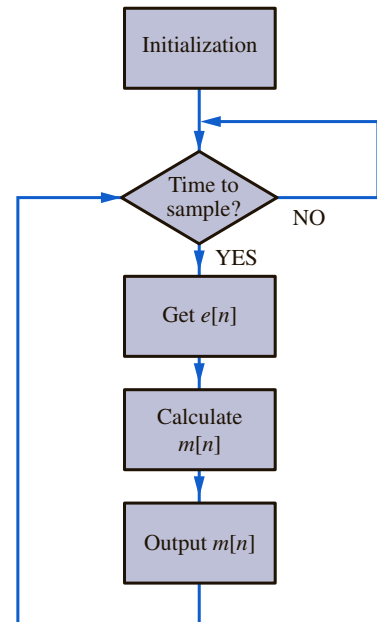 Initialization
Time to
sample?
NO
YES
Get e[n]
Calculate
m[n]
Output m[n]